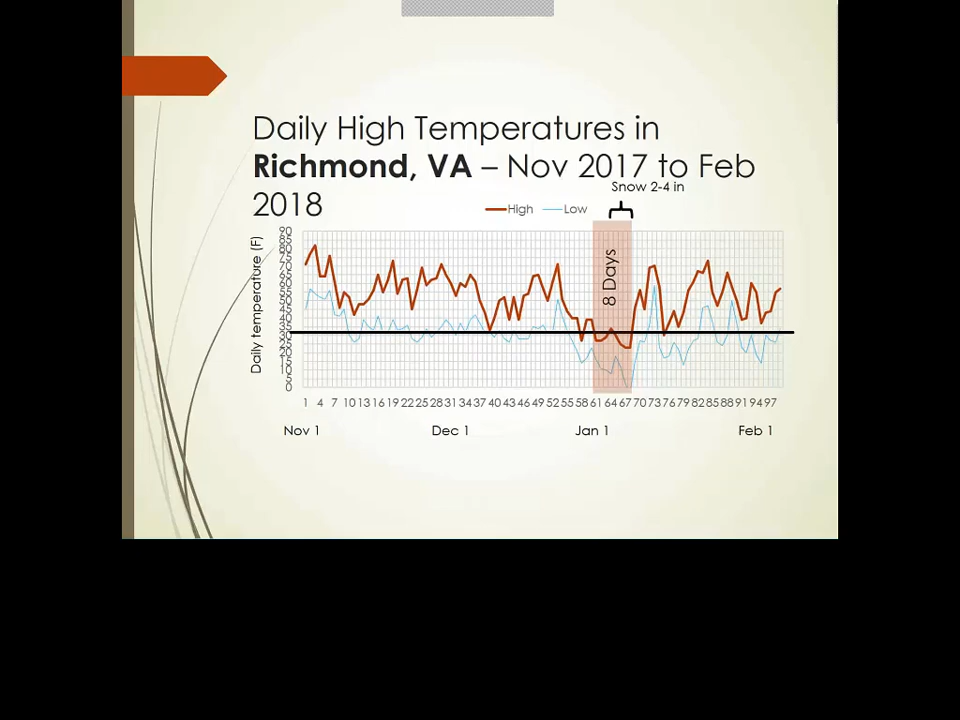 Daily High Temperatures in
Richmond, VA – Nov 2017 to Feb
2018
Snow 2-4 in
High Low
8 Days
Daily temperature (F)
90
85
80
75
70
65
60
55
50
45
40
35
30
25
20
15
10
5
0
1 4 7 10 13 16 19 22 25 28 31 34 37 40 43 46 49 52 55 58 61 64 67 70 73 76 79 82 85 88 91 94 97
Nov 1 Dec 1 Jan 1 Feb 1